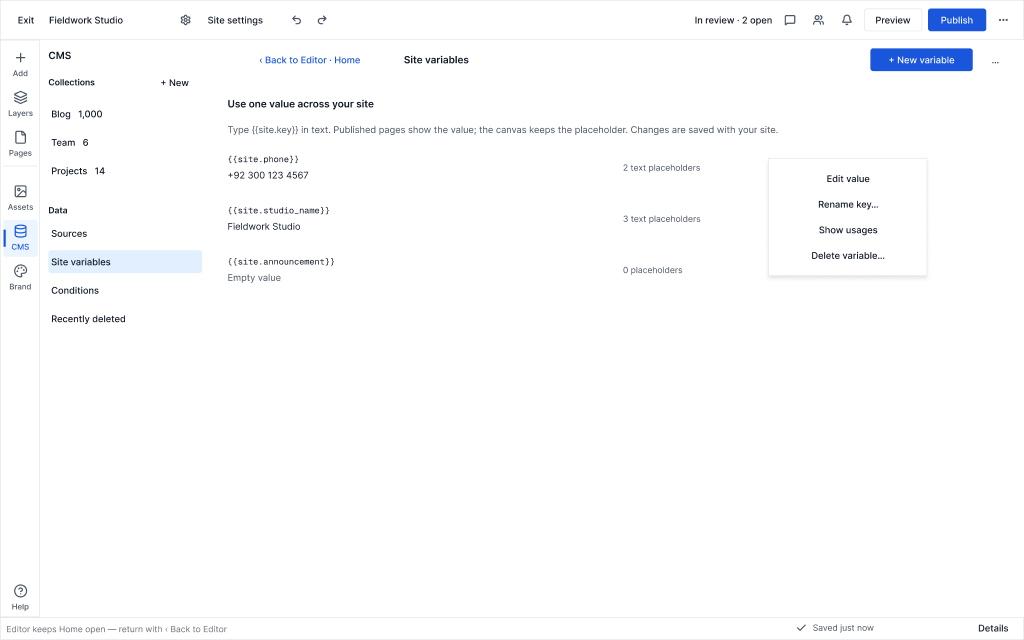 Exit Fieldwork Studio Site settings In review · 2 open Preview Publish ···
Add
Layers
Pages
Assets
CMS
Brand
Help
CMS
Collections + New
Blog 1,000
Team 6
Projects 14
Data
Sources
Site variables
Conditions
Recently deleted
‹ Back to Editor · Home Site variables + New variable ...
Use one value across your site
Type {{site.key}} in text. Published pages show the value; the canvas keeps the placeholder. Changes are saved with your site.
{{site.phone}}
+92 300 123 4567
2 text placeholders
{{site.studio_name}}
Fieldwork Studio
3 text placeholders
{{site.announcement}}
Empty value
0 placeholders
Edit value
Rename key...
Show usages
Delete variable...
Editor keeps Home open — return with ‹ Back to Editor Saved just now Details